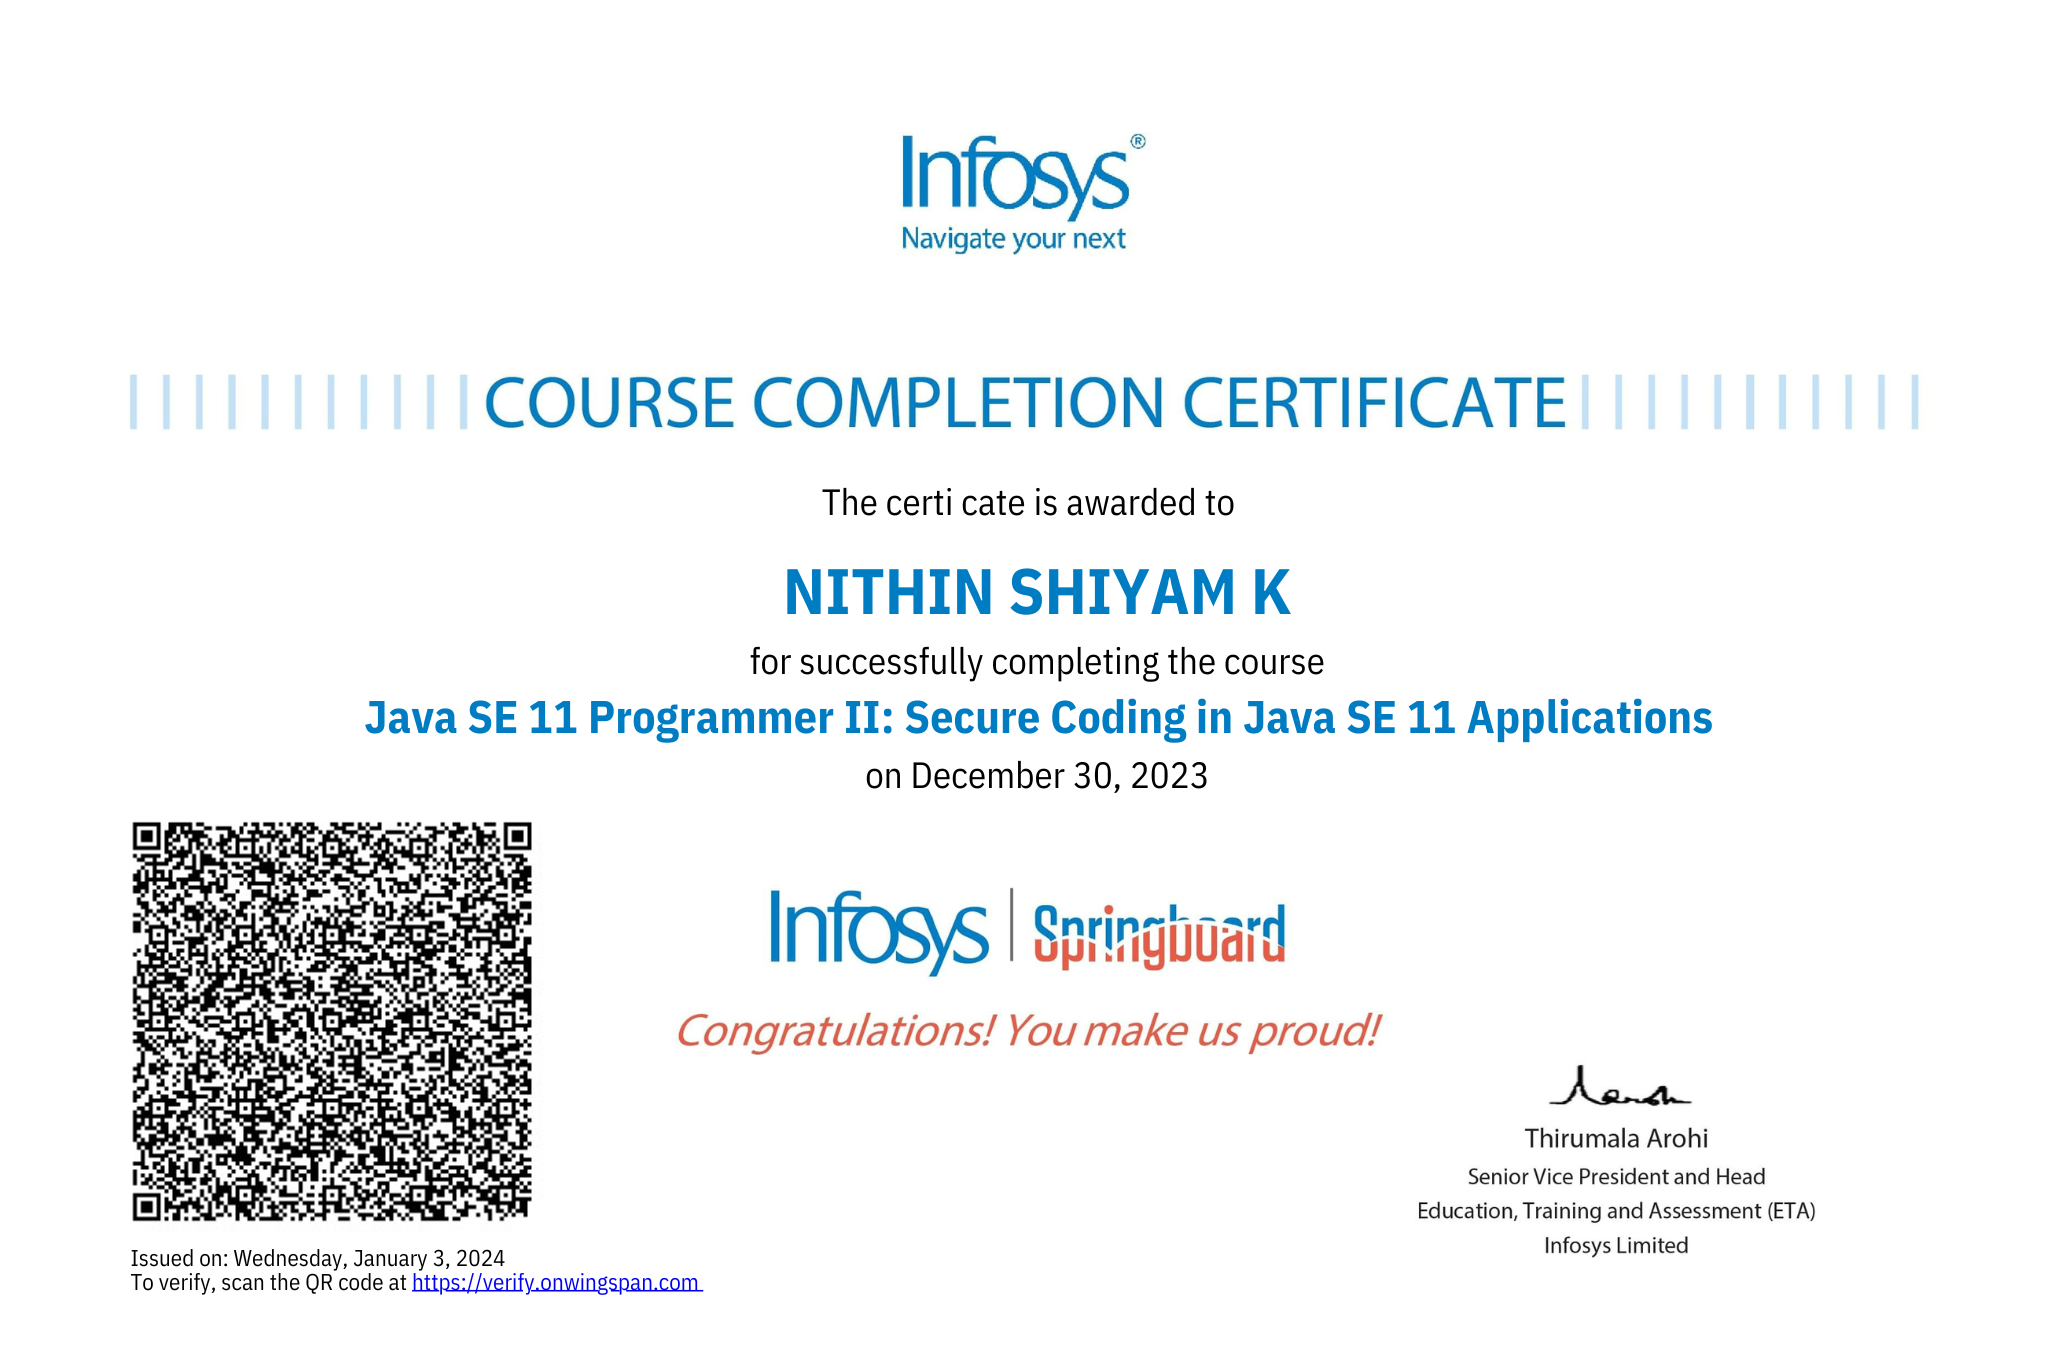 Infosys®
Navigate your next
COURSE COMPLETION CERTIFICATE
The certi cate is awarded to
NITHIN SHIYAM K
for successfully completing the course
Java SE 11 Programmer II: Secure Coding in Java SE 11 Applications
on December 30, 2023
Infosys | Springboard
Congratulations! You make us proud!
Thirumala Arohi
Senior Vice President and Head
Education, Training and Assessment (ETA)
Infosys Limited
Issued on: Wednesday, January 3, 2024
To verify, scan the QR code at https://verify.onwingspan.com